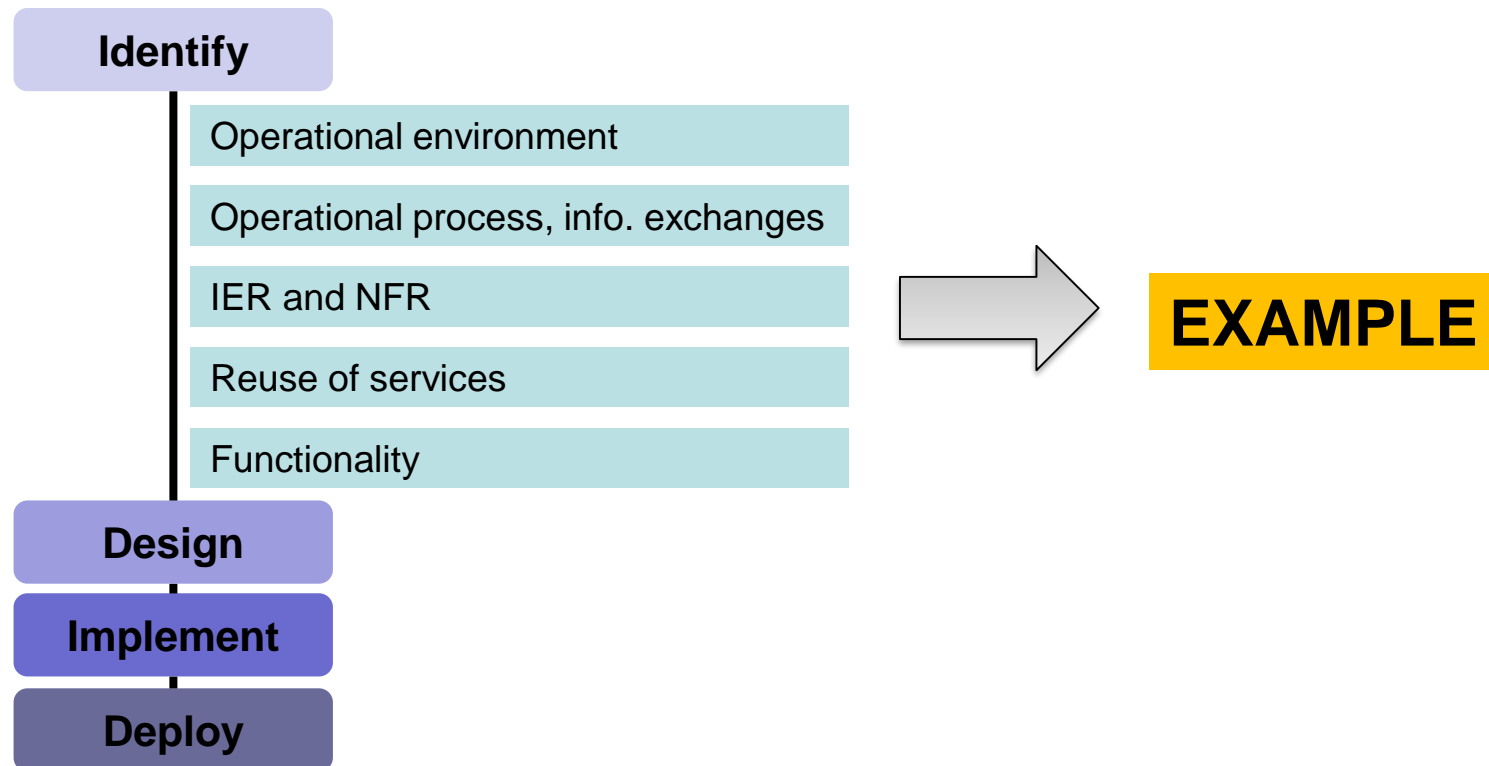 Identify
Operational environment
Operational process, info. exchanges
IER and NFR
Reuse of services
Functionality
EXAMPLE
Design
Implement
Deploy